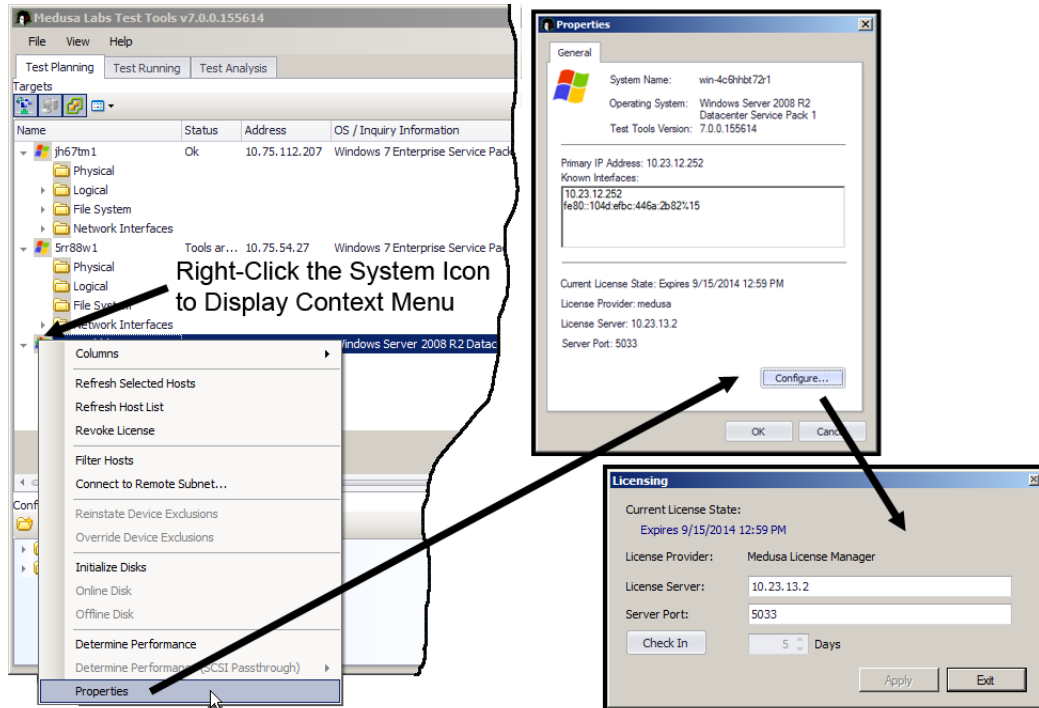 Medusa Labs Test Tools v7.0.0.155614
File View Help
Test Planning Test Running Test Analysis
Targets
Name Status Address OS / Inquiry Information
jh67tm1 Ok 10.75.112.207 Windows 7 Enterprise Service Pack
Physical
Logical
File System
Network Interfaces
5rr88w1 Tools ar... 10.75.54.27 Windows 7 Enterprise Service Pa
Physical
Logical
File System
Network Interfaces
Right-Click the System Icon
to Display Context Menu
Windows Server 2008 R2 Datac
Columns
Refresh Selected Hosts
Refresh Host List
Revoke License
Filter Hosts
Connect to Remote Subnet...
Reinstate Device Exclusions
Override Device Exclusions
Initialize Disks
Online Disk
Offline Disk
Determine Performance
Determine Performance (SCSI Passthrough)
Properties
Conf
Properties
General
System Name: win-4c6hhbt72r1
Operating System: Windows Server 2008 R2
Datacenter Service Pack 1
Test Tools Version: 7.0.0.155614
Primary IP Address: 10.23.12.252
Known Interfaces:
10.23.12.252
fe80::104d:efbc:446a:2b82%15
Current License State: Expires 9/15/2014 12:59 PM
License Provider: medusa
License Server: 10.23.13.2
Server Port: 5033
Configure...
OK Canc
Licensing
Current License State:
Expires 9/15/2014 12:59 PM
License Provider: Medusa License Manager
License Server: 10.23.13.2
Server Port: 5033
Check In 5 Days
Apply Exit